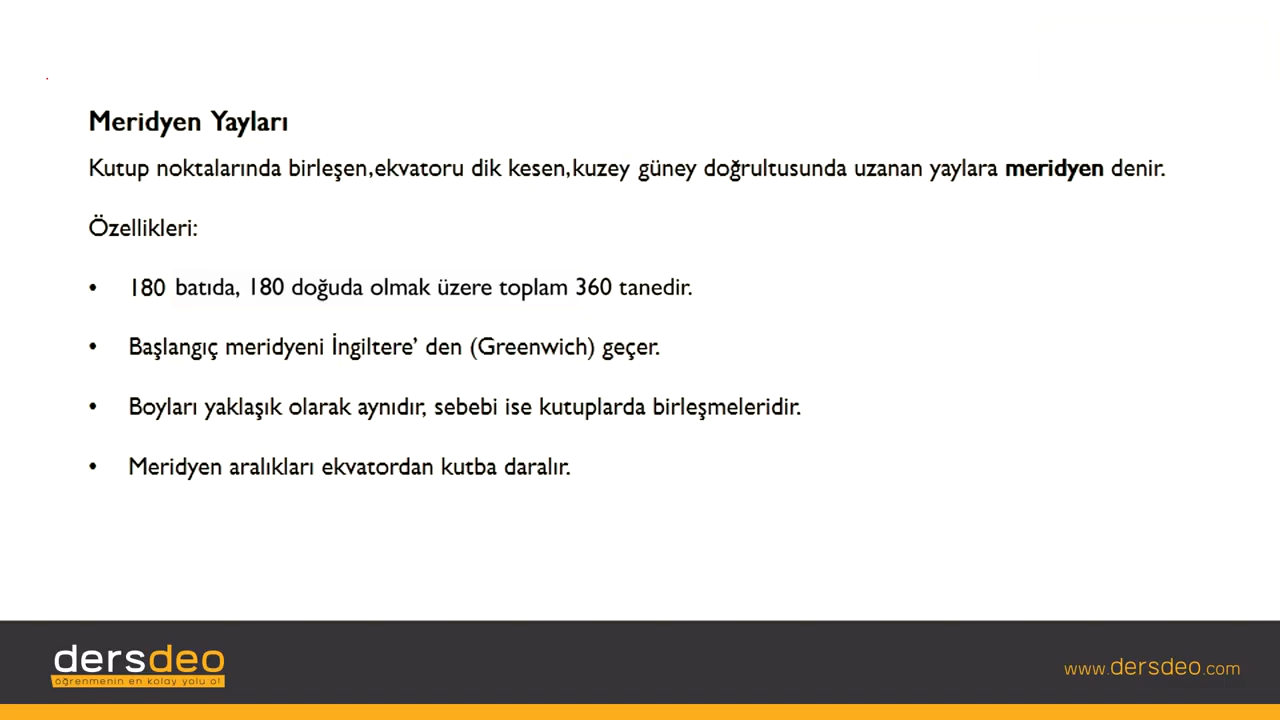 Meridyen Yayları
Kutup noktalarında birleşen,ekvatoru dik kesen,kuzey güney doğrultusunda uzanan yaylara meridyen denir.
Özellikleri:
• 180 batıda, 180 doğuda olmak üzere toplam 360 tanedir.
• Başlangıç meridyeni İngiltere’ den (Greenwich) geçer.
• Boyları yaklaşık olarak aynıdır, sebebi ise kutuplarda birleşmeleridir.
• Meridyen aralıkları ekvatordan kutba daralır.
dersdeo
öğrenmenin en kolay yolu o!
www.dersdeo.com